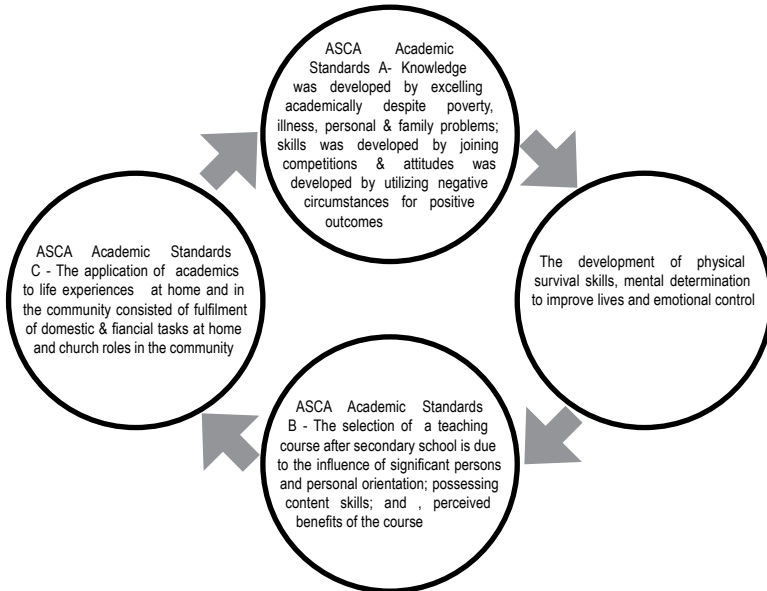 ASCA Academic
Standards A- Knowledge
was developed by excelling
academically despite poverty,
illness, personal & family problems;
skills was developed by joining
competitions & attitudes was
developed by utilizing negative
circumstances for positive
outcomes
The development of physical
survival skills, mental determination
to improve lives and emotional control
ASCA Academic Standards
B - The selection of a teaching
course after secondary school is due
to the influence of significant persons
and personal orientation; possessing
content skills; and , perceived
benefits of the course
ASCA Academic Standards
C - The application of academics
to life experiences at home and in
the community consisted of fulfilment
of domestic & fiancial tasks at home
and church roles in the community